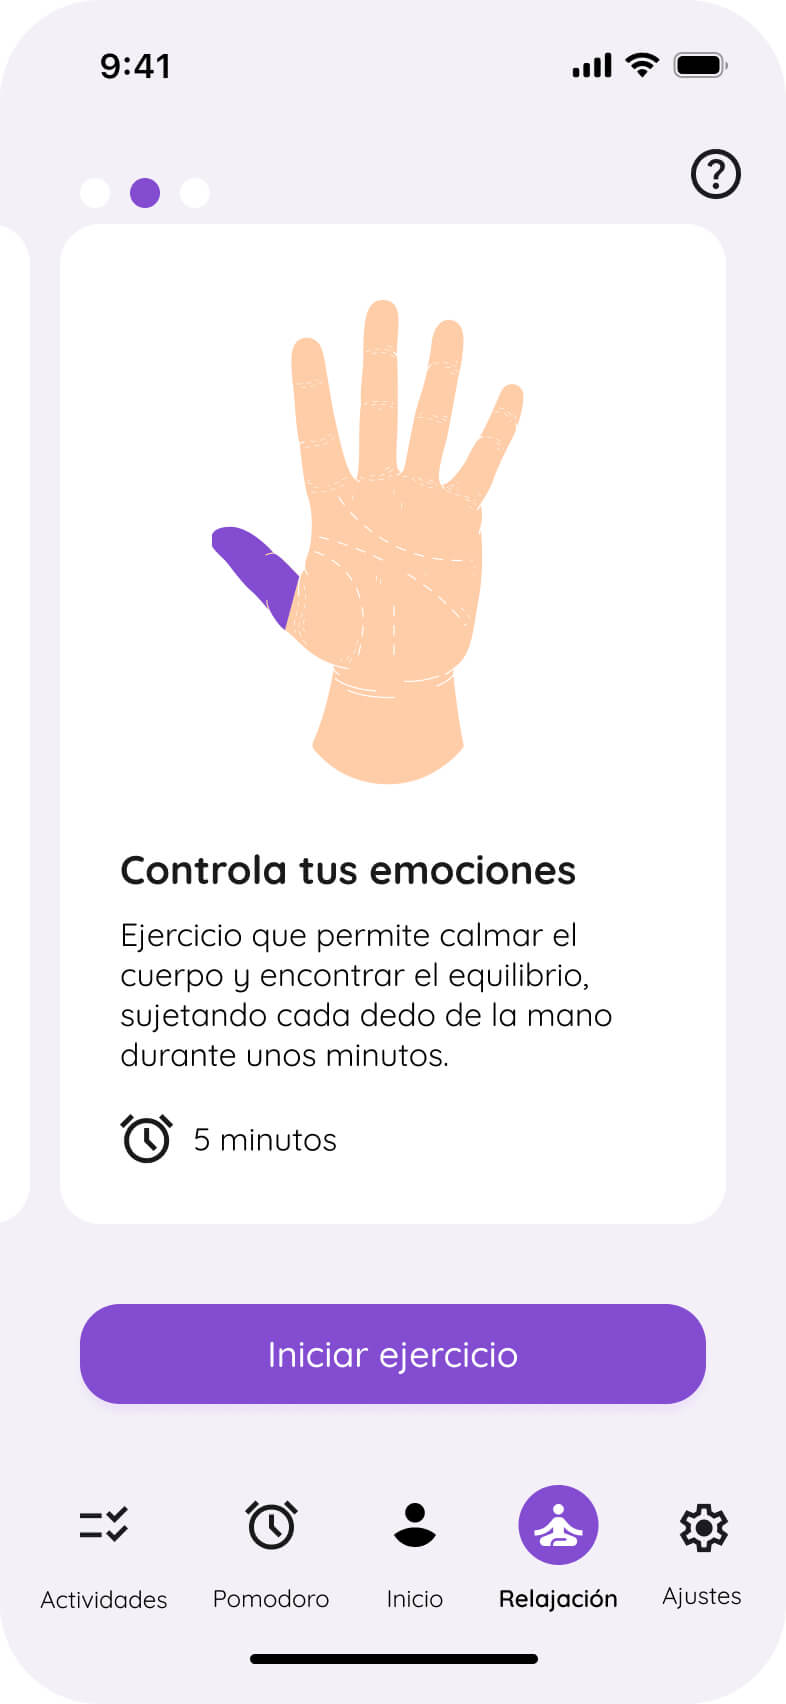 9:41
Controla tus emociones
Ejercicio que permite calmar el
cuerpo y encontrar el equilibrio,
sujetando cada dedo de la mano
durante unos minutos.
5 minutos
Iniciar ejercicio
Actividades
Pomodoro
Inicio
Relajación
Ajustes